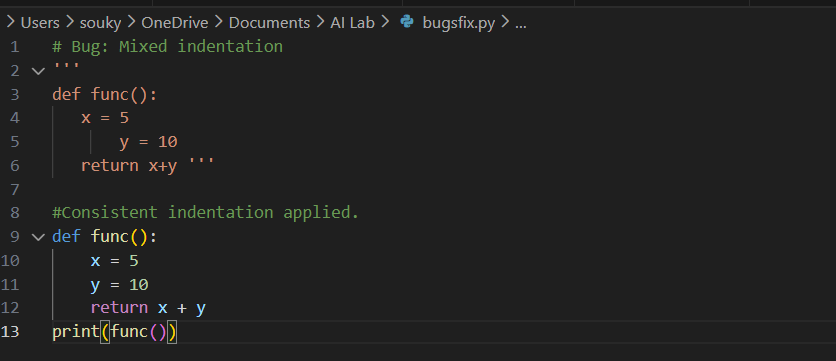 > Users > souky > OneDrive > Documents > AI Lab > bugsfix.py > ...
1 # Bug: Mixed indentation
2 '''
3 def func():
4    x = 5
5        y = 10
6    return x+y '''
7
8 #Consistent indentation applied.
9 def func():
10     x = 5
11     y = 10
12     return x + y
13 print(func())